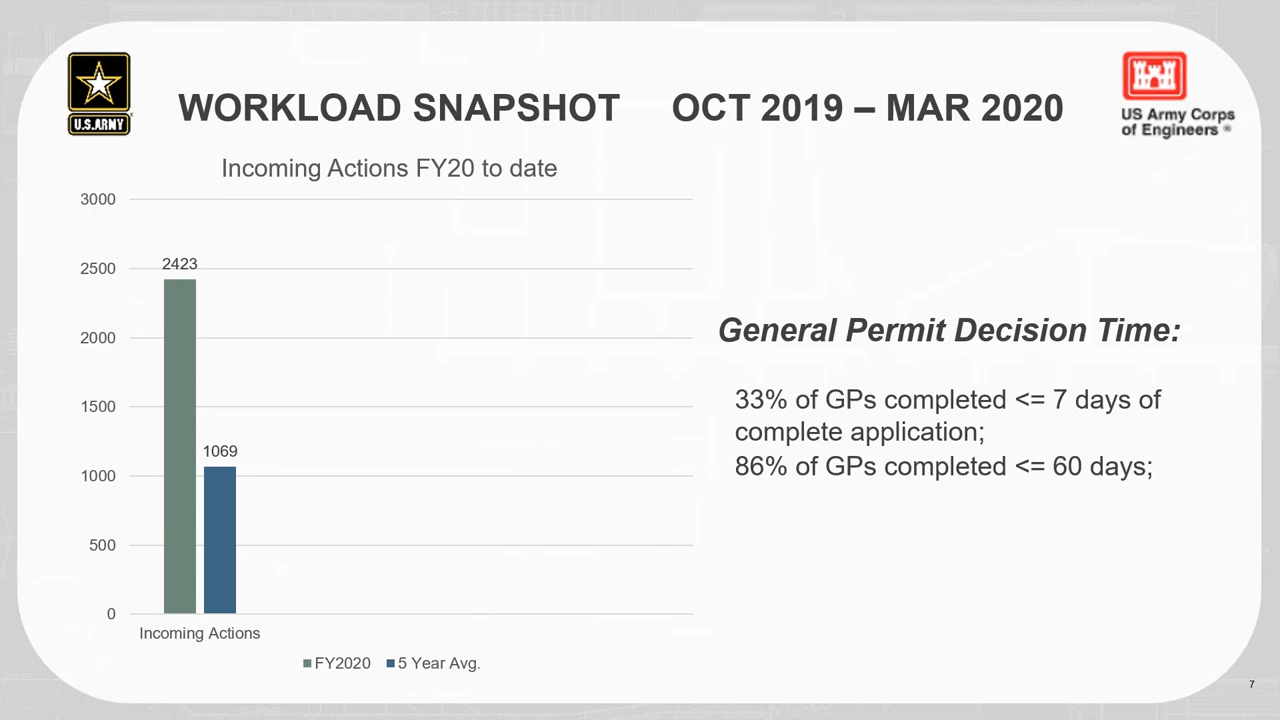 U.S.ARMY
WORKLOAD SNAPSHOT OCT 2019 – MAR 2020
US Army Corps
of Engineers ®
Incoming Actions FY20 to date
3000
2500
2000
1500
1000
500
0
2423
1069
Incoming Actions
FY2020 5 Year Avg.
General Permit Decision Time:
33% of GPs completed <= 7 days of
complete application;
86% of GPs completed <= 60 days;
7